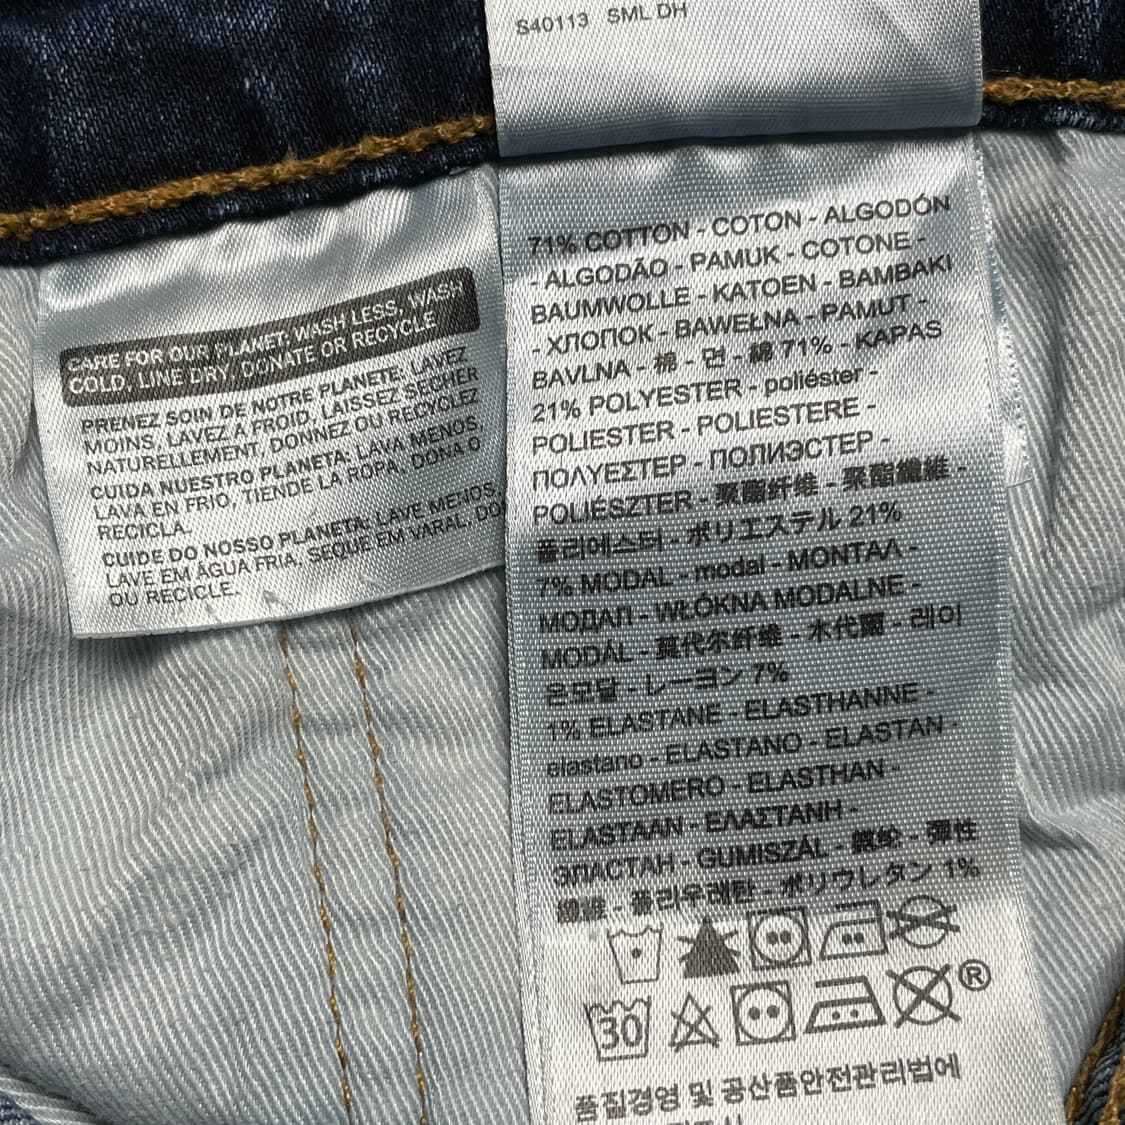 S40113 SML DH
CARE FOR OUR PLANET: WASH LESS, WASH
COLD, LINE DRY, DONATE OR RECYCLE
PRENEZ SOIN DE NOTRE PLANETE: LAVEZ
MOINS, LAVEZ À FROID, LAISSEZ SÉCHER
NATURELLEMENT, DONNEZ OU RECYCLEZ
CUIDA NUESTRO PLANETA: LAVA MENOS,
LAVA EN FRIO, TIENDE LA ROPA, DONA O
RECICLA.
CUIDE DO NOSSO PLANETA: LAVE MENOS,
LAVE EM ÁGUA FRIA, SEQUE EM VARAL, DO
OU RECICLE.
71% COTTON - COTON - ALGODÓN
- ALGODÃO - PAMUK - COTONE -
BAUMWOLLE - KATOEN - BAMBAKI
- ХЛОПОК - BAWEŁNA - PAMUT -
BAVLNA - 棉 - 면 - 綿 71% - KAPAS
21% POLYESTER - poliéster -
POLIESTER - POLIESTERE -
ΠΟΛΥΕΣΤΕΡ - ПОЛИЭСТЕР -
POLIÉSZTER - 聚酯纤维 - 聚酯纖維 -
폴리에스터 - ポリエステル 21%
7% MODAL - modal - ΜΟΝΤΑΛ -
МОДАЛ - WŁÓKNA MODALNE -
MODÁL - 莫代尔纤维 - 木代爾 - 레이
온모달 - レーヨン 7%
1% ELASTANE - ELASTHANNE -
elastano - ELASTANO - ELASTAN -
ELASTOMERO - ELASTHAN -
ELASTAAN - ΕΛΑΣΤΑΝΗ -
ЭЛАСТАН - GUMISZÁL - 氨纶 - 彈性
纖維 - 폴리우레탄 - ポリウレタン 1%
30 ®
품질경영 및 공산품안전관리법에